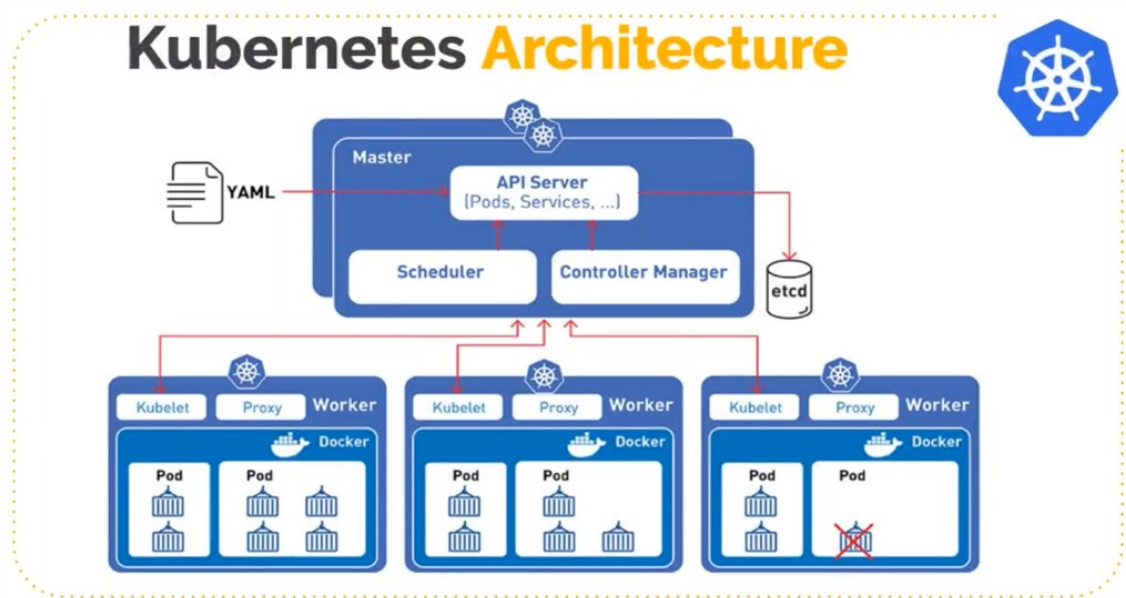 Kubernetes Architecture
Master
YAML
API Server
(Pods, Services, ...)
Scheduler
Controller Manager
etcd
Kubelet
Proxy
Worker
Docker
Pod
Pod
Kubelet
Proxy
Worker
Docker
Pod
Pod
Kubelet
Proxy
Worker
Docker
Pod
Pod